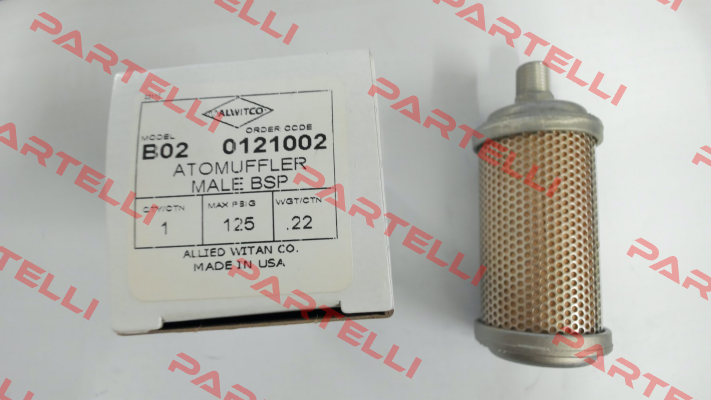 ALWITCO
MODEL ORDER CODE
B02 0121002
ATOMUFFLER
MALE BSP
QTY/CTN MAX PSIG WGT/CTN
1 125 .22
ALLIED WITAN CO.
MADE IN USA
PARTELLI
PARTELLI
PARTELLI
PARTELLI
PARTELLI
PARTELLI
PARTELLI
PARTELLI
PARTELLI